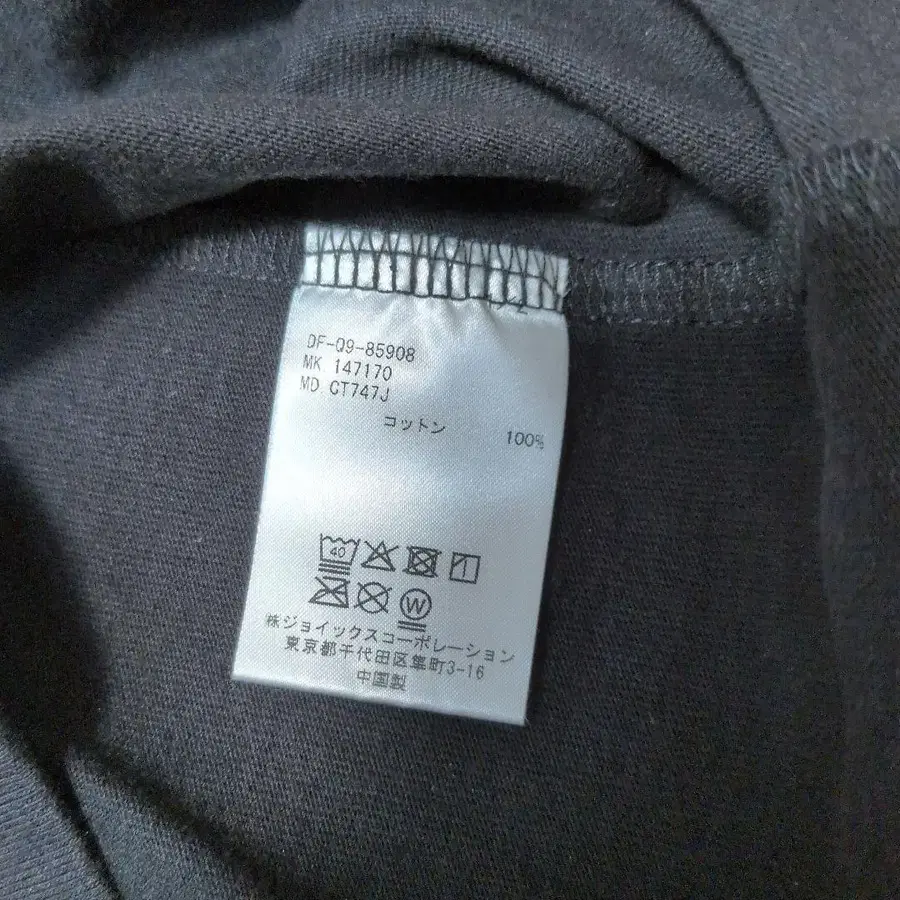 DF-Q9-85908
MK 147170
MD CT747J
コットン 100%
40
W
㈱ジョイックスコーポレーション
東京都千代田区隼町3-16
中国製